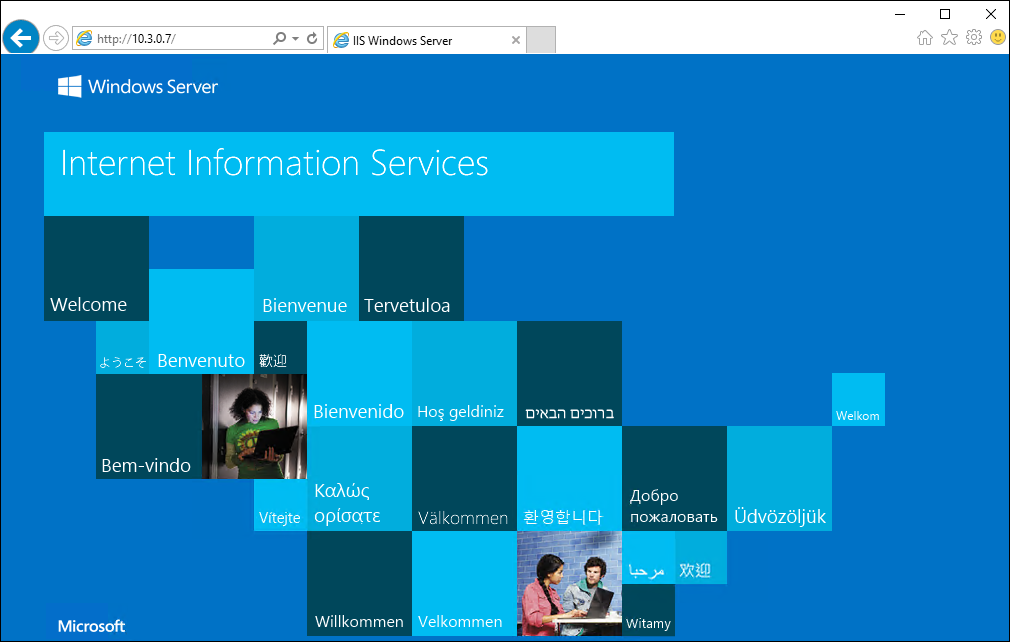 http://10.3.0.7/
IIS Windows Server
Windows Server
Internet Information Services
Welcome
Bienvenue
Tervetuloa
ようこそ
Benvenuto
歡迎
Bienvenido
Hoş geldiniz
ברוכים הבאים
Welkom
Bem-vindo
Vítejte
Καλώς
ορίσατε
Välkommen
환영합니다
Добро
пожаловать
Üdvözöljük
Willkommen
Velkommen
مرحبا
欢迎
Witamy
Microsoft